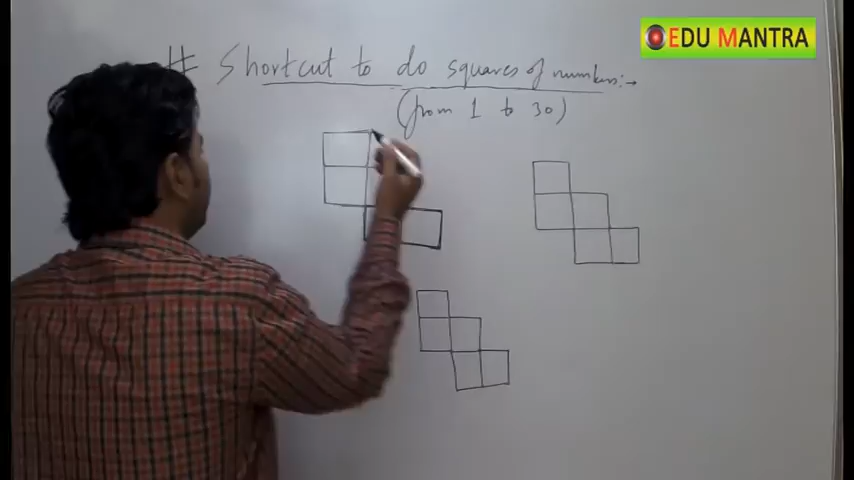 EDU MANTRA
# Shortcut to do squares of numbers:→
(from 1 to 30)